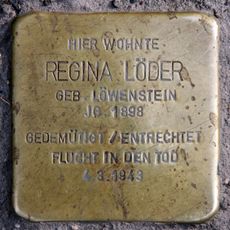 HIER WOHNTE
REGINA LÖDER
GEB. LÖWENSTEIN
JG. 1898
GEDEMÜTIGT / ENTRECHTET
FLUCHT IN DEN TOD
4.3.1943